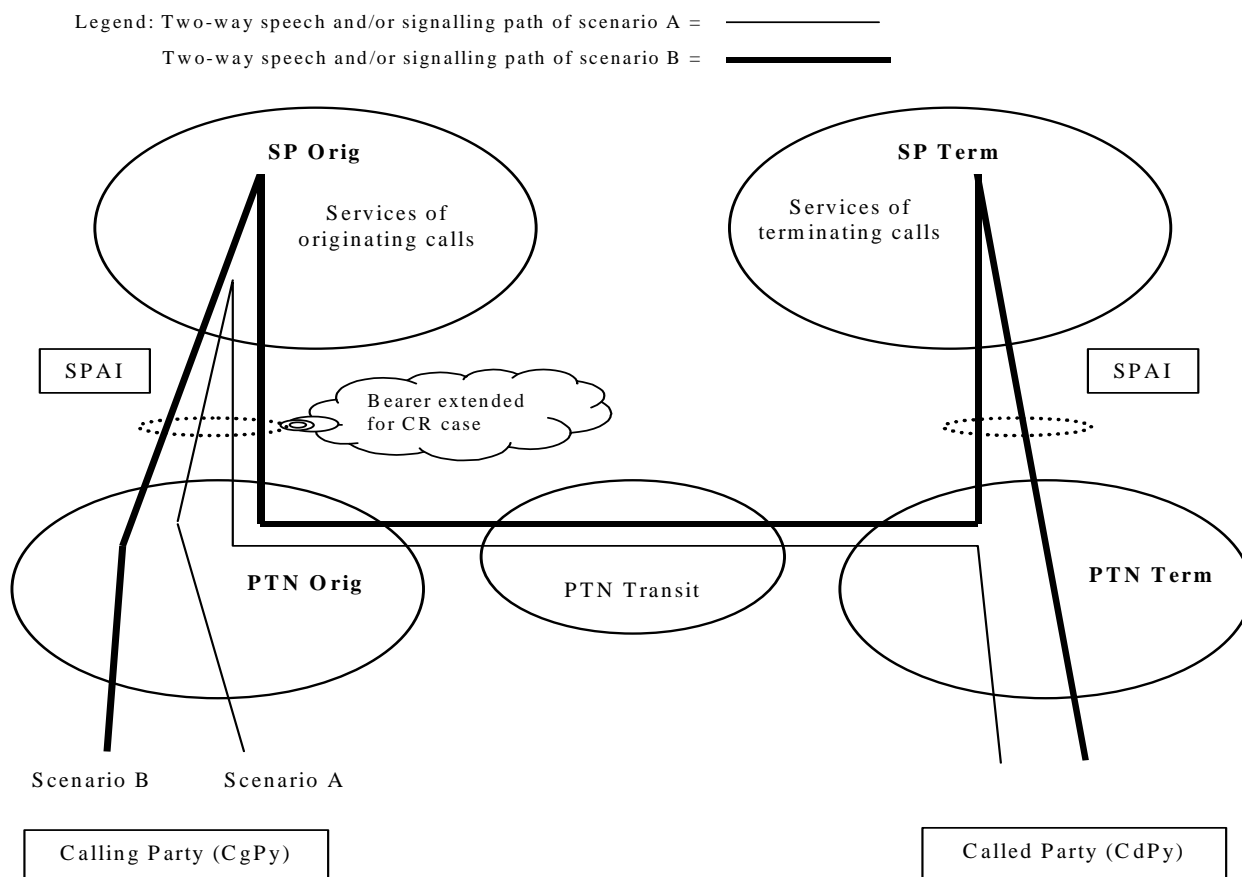 Legend: Two-way speech and/or signalling path of scenario A =
Two-way speech and/or signalling path of scenario B =
SP Orig
SP Term
Services of
originating calls
Services of
terminating calls
SPAI
SPAI
Bearer extended
for CR case
PTN Orig
PTN Transit
PTN Term
Scenario B
Scenario A
Calling Party (CgPy)
Called Party (CdPy)